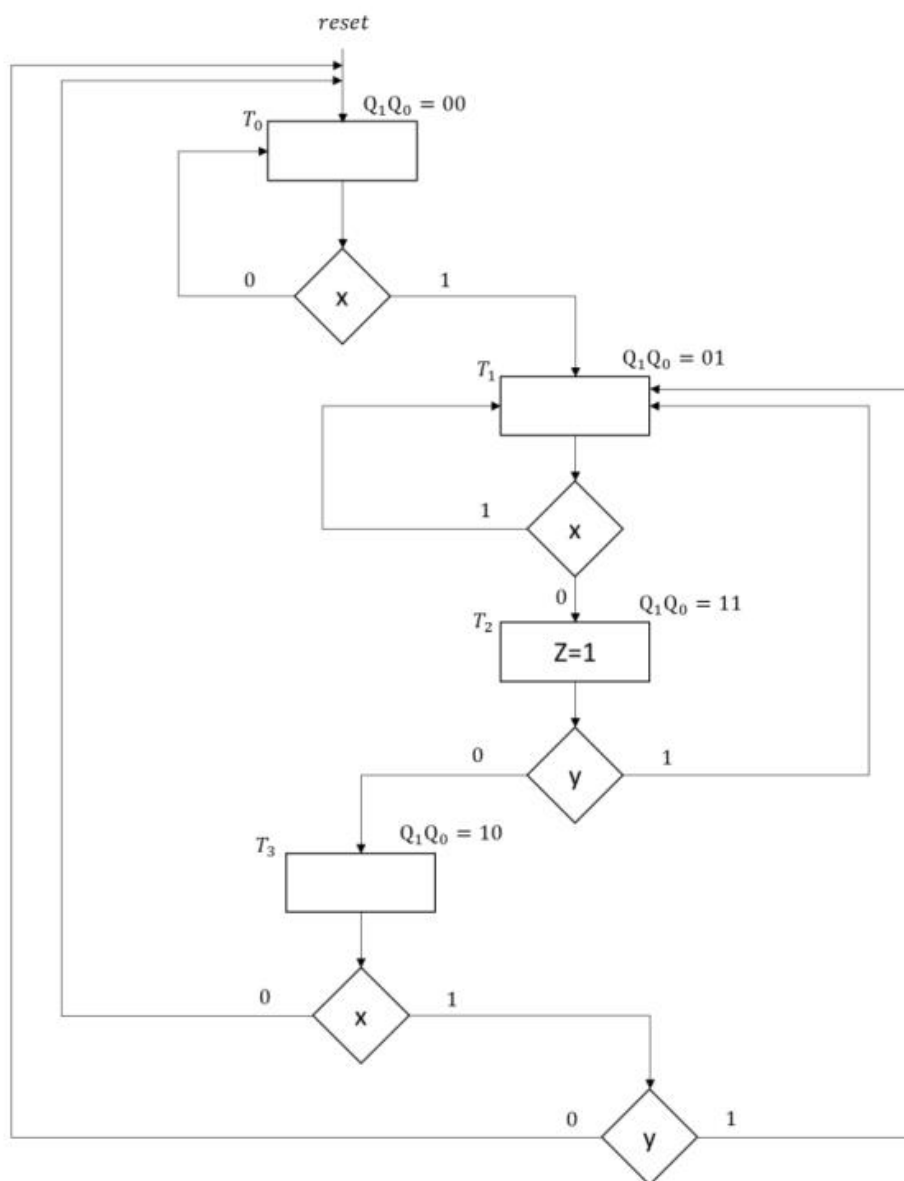 reset
Q₁Q₀ = 00
T₀
0
1
x
Q₁Q₀ = 01
T₁
1
x
0
Q₁Q₀ = 11
T₂
Z=1
0
1
y
Q₁Q₀ = 10
T₃
0
1
x
0
1
y